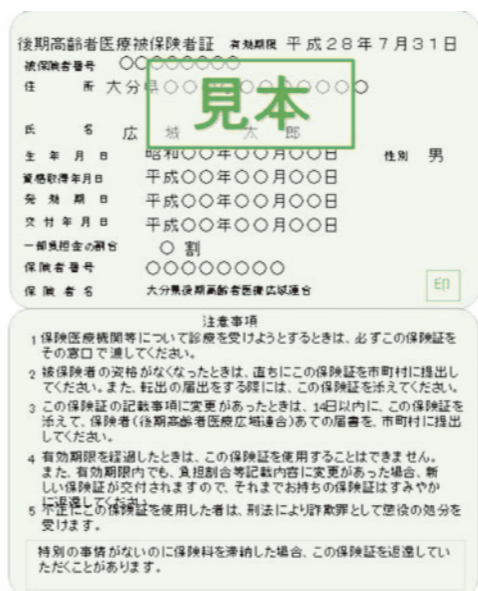 後期高齢者医療被保険者証 有効期限 平成28年7月31日
被保険者番号 ○○○○○○○○
住所 大分県○○○○○○○○○○○○
見本
氏名 広域 太郎
生年月日 昭和○○年○○月○○日 性別 男
資格取得年月日 平成○○年○○月○○日
発効期日 平成○○年○○月○○日
交付年月日 平成○○年○○月○○日
一部負担金の割合 ○割
保険者番号 ○○○○○○○○
保険者名 大分県後期高齢者医療広域連合
印
注意事項
1 保険医療機関等について診療を受けようとするときは、必ずこの保険証を
その窓口で渡してください。
2 被保険者の資格がなくなったときは、直ちにこの保険証を市町村に提出し
てください。また、転出の届出をする際には、この保険証を添えてください。
3 この保険証の記載事項に変更があったときは、14日以内に、この保険証を
添えて、保険者(後期高齢者医療広域連合)あての届書を、市町村に提出
してください。
4 有効期限を経過したときは、この保険証を使用することはできません。
また、有効期限内でも、負担割合等記載内容に変更があった場合、新
しい保険証が交付されますので、それまでお持ちの保険証はすみやか
に返還してください。
5 不正にこの保険証を使用した者は、刑法により詐欺罪として懲役の処分を
受けます。
特別の事情がないのに保険料を滞納した場合、この保険証を返還してい
ただくことがあります。